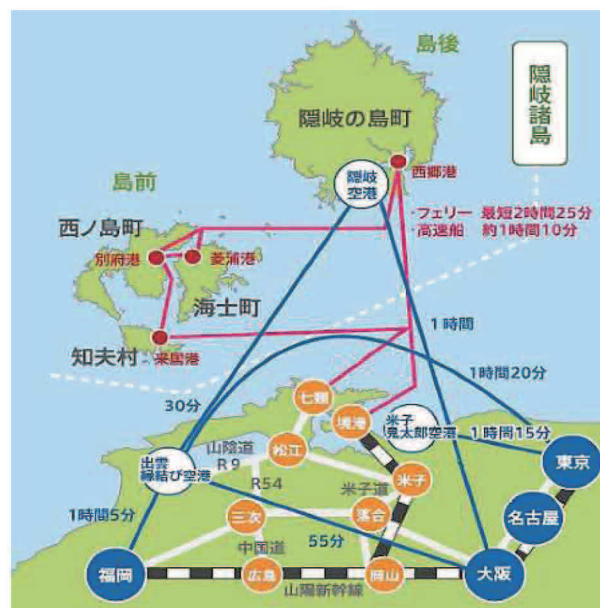 島後
隠岐諸島
隠岐の島町
西郷港
隠岐
空港
・フェリー 最短2時間25分
・高速船 約1時間10分
島前
西ノ島町
別府港
菱浦港
海士町
知夫村
来居港
1時間
1時間20分
30分
七類
境港
米子
鬼太郎空港
1時間15分
東京
山陰道
R9
松江
出雲
縁結び空港
R54
米子道
米子
名古屋
1時間5分
三次
落合
55分
中国道
福岡
広島
岡山
大阪
山陽新幹線